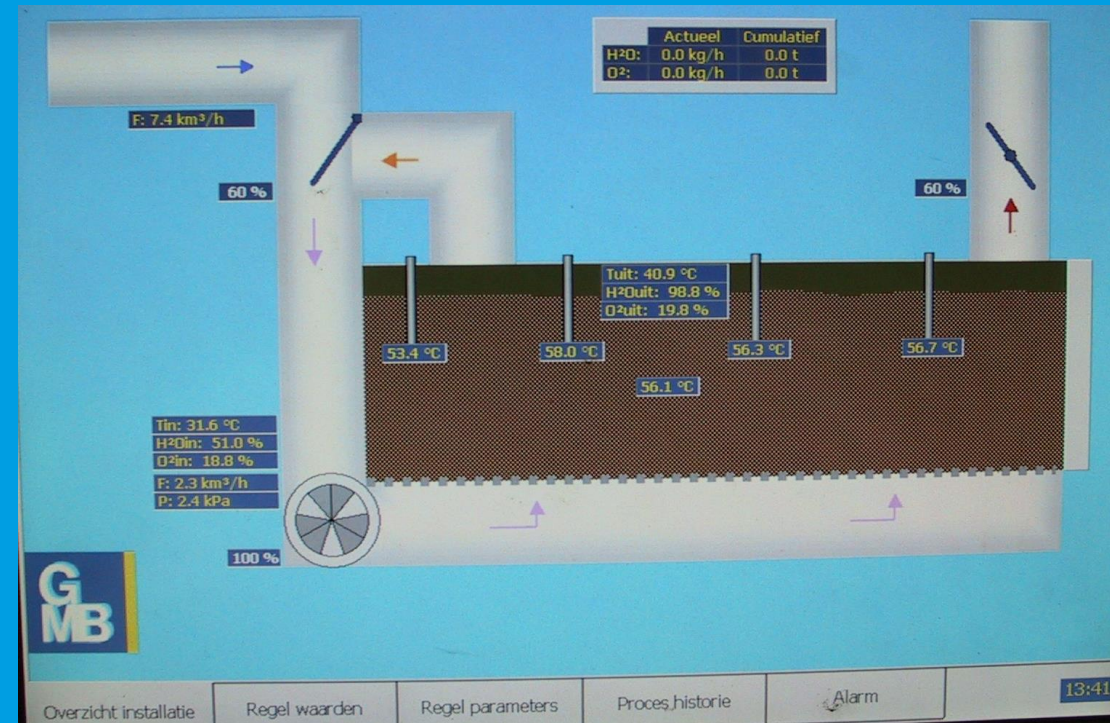 Actueel Cumulatief
H²O: 0.0 kg/h 0.0 t
O²: 0.0 kg/h 0.0 t
F: 7.4 km³/h
60 %
60 %
Tuit: 40.9 °C
H²Ouit: 98.8 %
O²uit: 19.8 %
53.4 °C
58.0 °C
56.3 °C
56.7 °C
56.1 °C
Tin: 31.6 °C
H²Oin: 51.0 %
O²in: 18.8 %
F: 2.3 km³/h
P: 2.4 kPa
100 %
G
MB
13:41
Overzicht installatie
Regel waarden
Regel parameters
Proces historie
Alarm